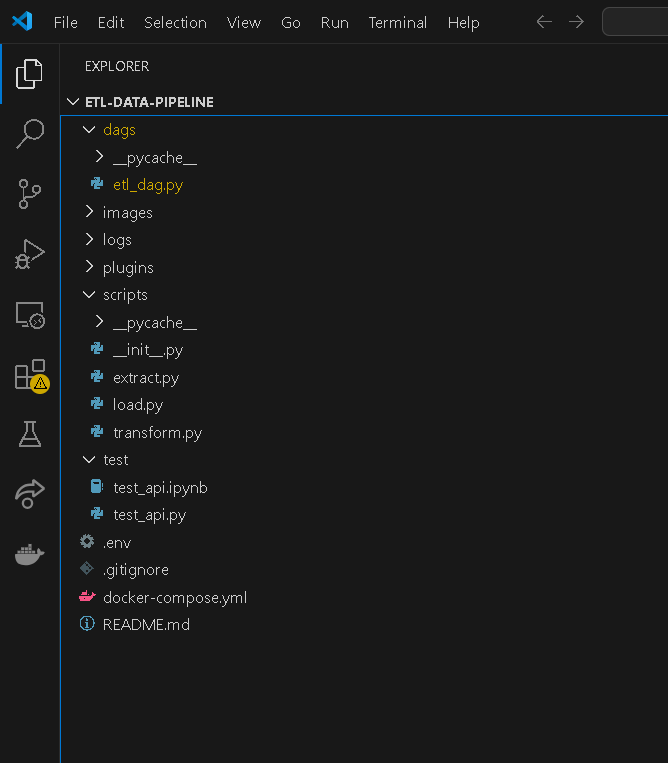 File Edit Selection View Go Run Terminal Help
EXPLORER
ETL-DATA-PIPELINE
dags
__pycache__
etl_dag.py
images
logs
plugins
scripts
__pycache__
__init__.py
extract.py
load.py
transform.py
test
test_api.ipynb
test_api.py
.env
.gitignore
docker-compose.yml
README.md